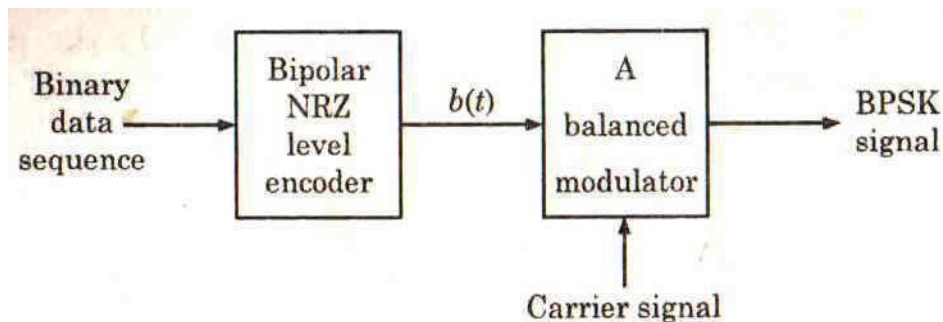 Binary
data
sequence
Bipolar
NRZ
level
encoder
b(t)
A
balanced
modulator
BPSK
signal
Carrier signal